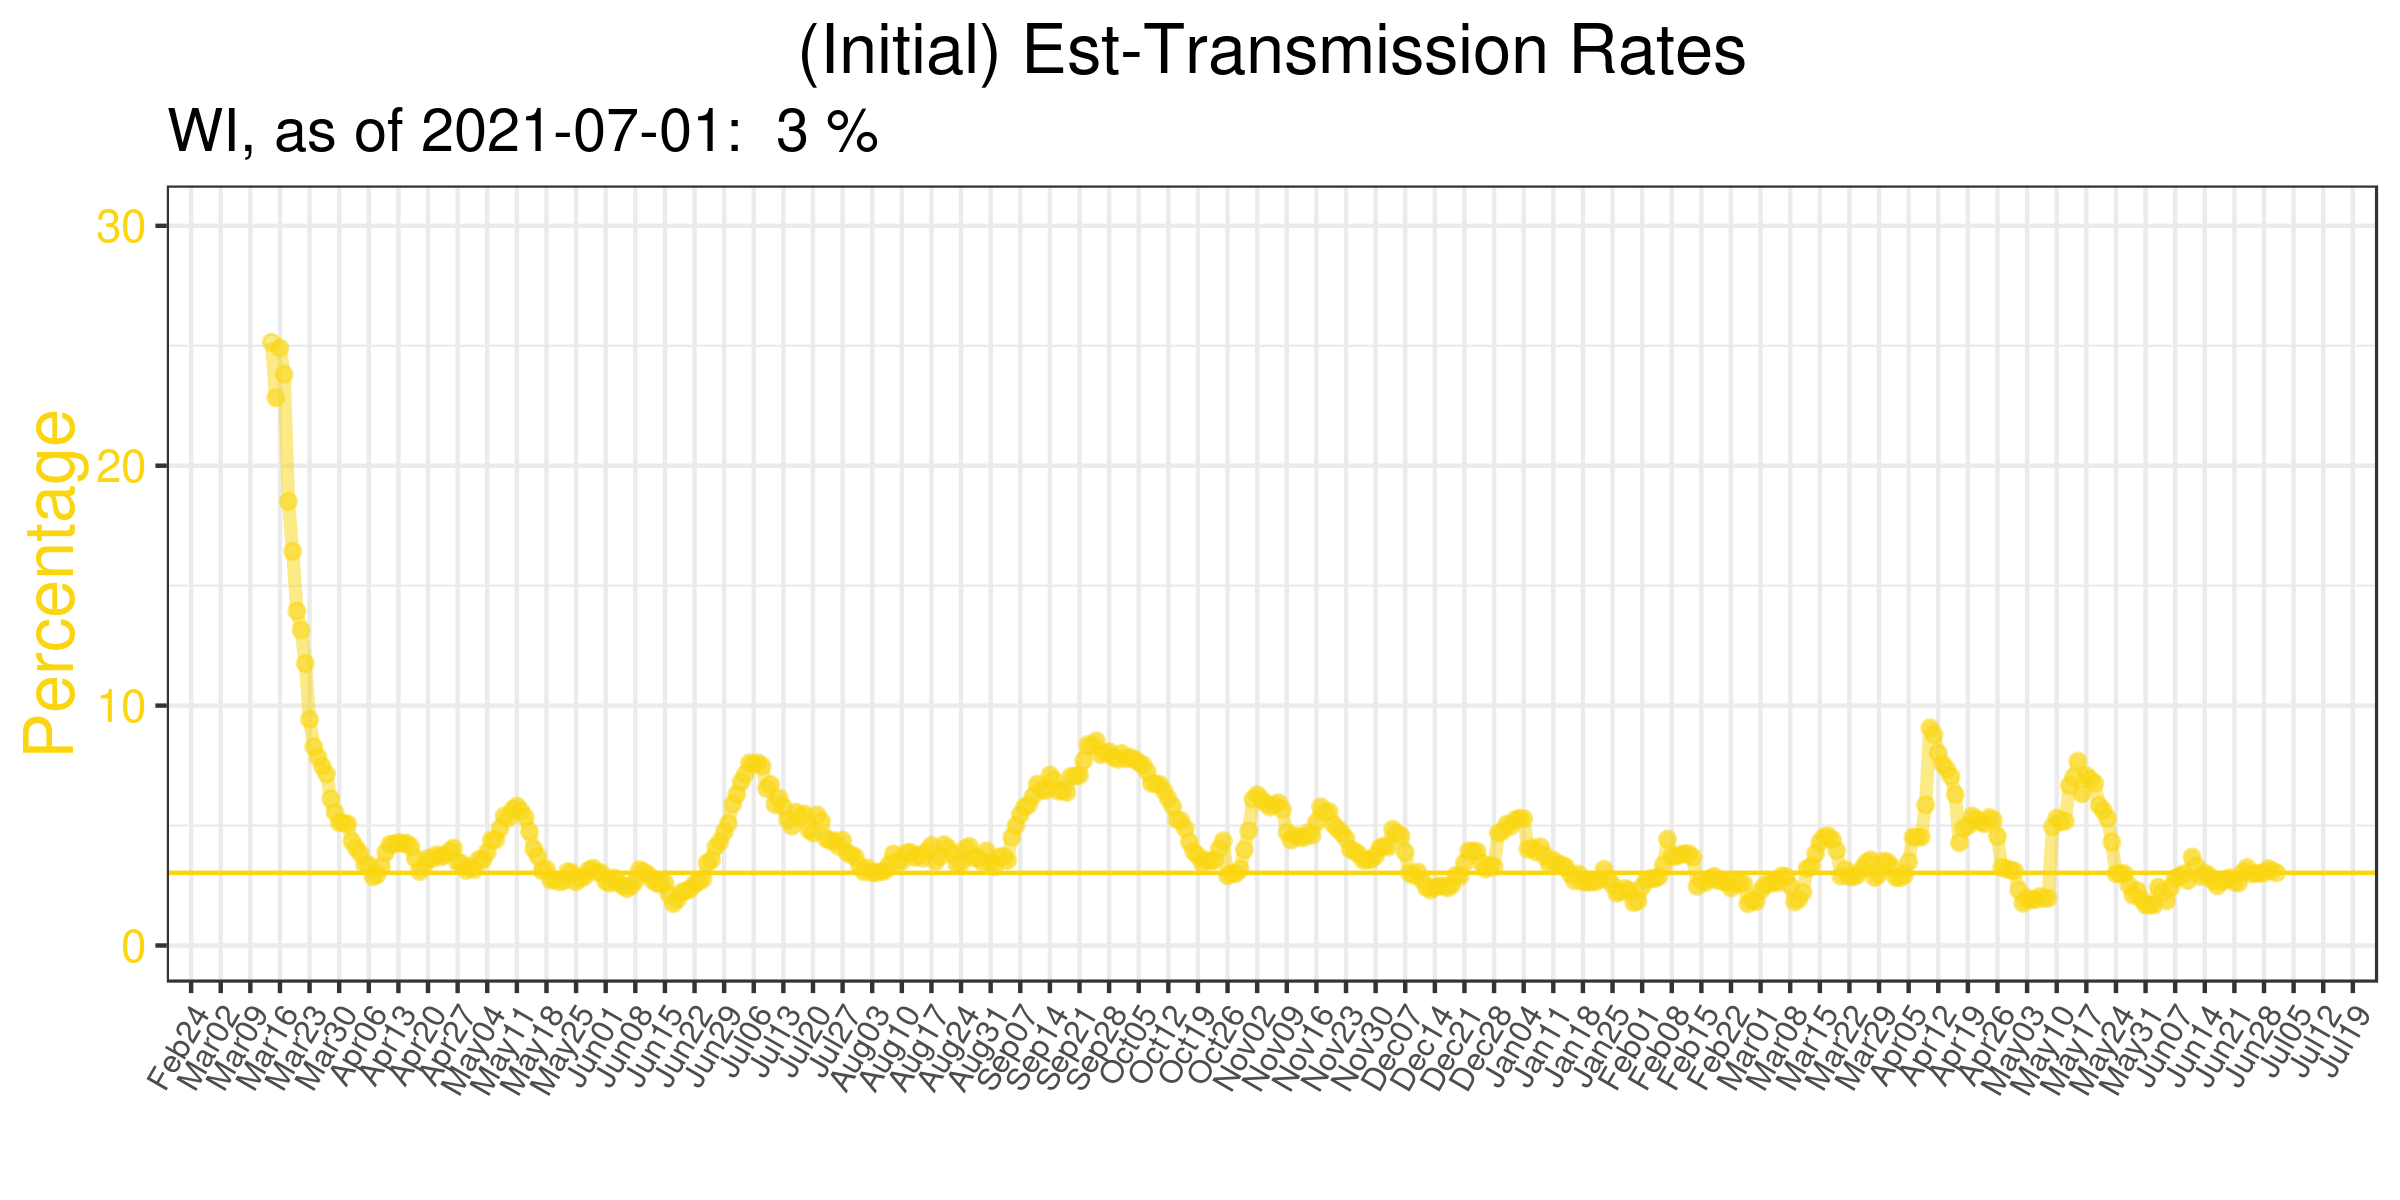 (Initial) Est-Transmission Rates
WI, as of 2021-07-01: 3 %
Percentage
30
20
10
0
Feb24
Mar02
Mar09
Mar16
Mar23
Mar30
Apr06
Apr13
Apr20
Apr27
May04
May11
May18
May25
Jun01
Jun08
Jun15
Jun22
Jun29
Jul06
Jul13
Jul20
Jul27
Aug03
Aug10
Aug17
Aug24
Aug31
Sep07
Sep14
Sep21
Sep28
Oct05
Oct12
Oct19
Oct26
Nov02
Nov09
Nov16
Nov23
Nov30
Dec07
Dec14
Dec21
Dec28
Jan04
Jan11
Jan18
Jan25
Feb01
Feb08
Feb15
Feb22
Mar01
Mar08
Mar15
Mar22
Mar29
Apr05
Apr12
Apr19
Apr26
May03
May10
May17
May24
May31
Jun07
Jun14
Jun21
Jun28
Jul05
Jul12
Jul19